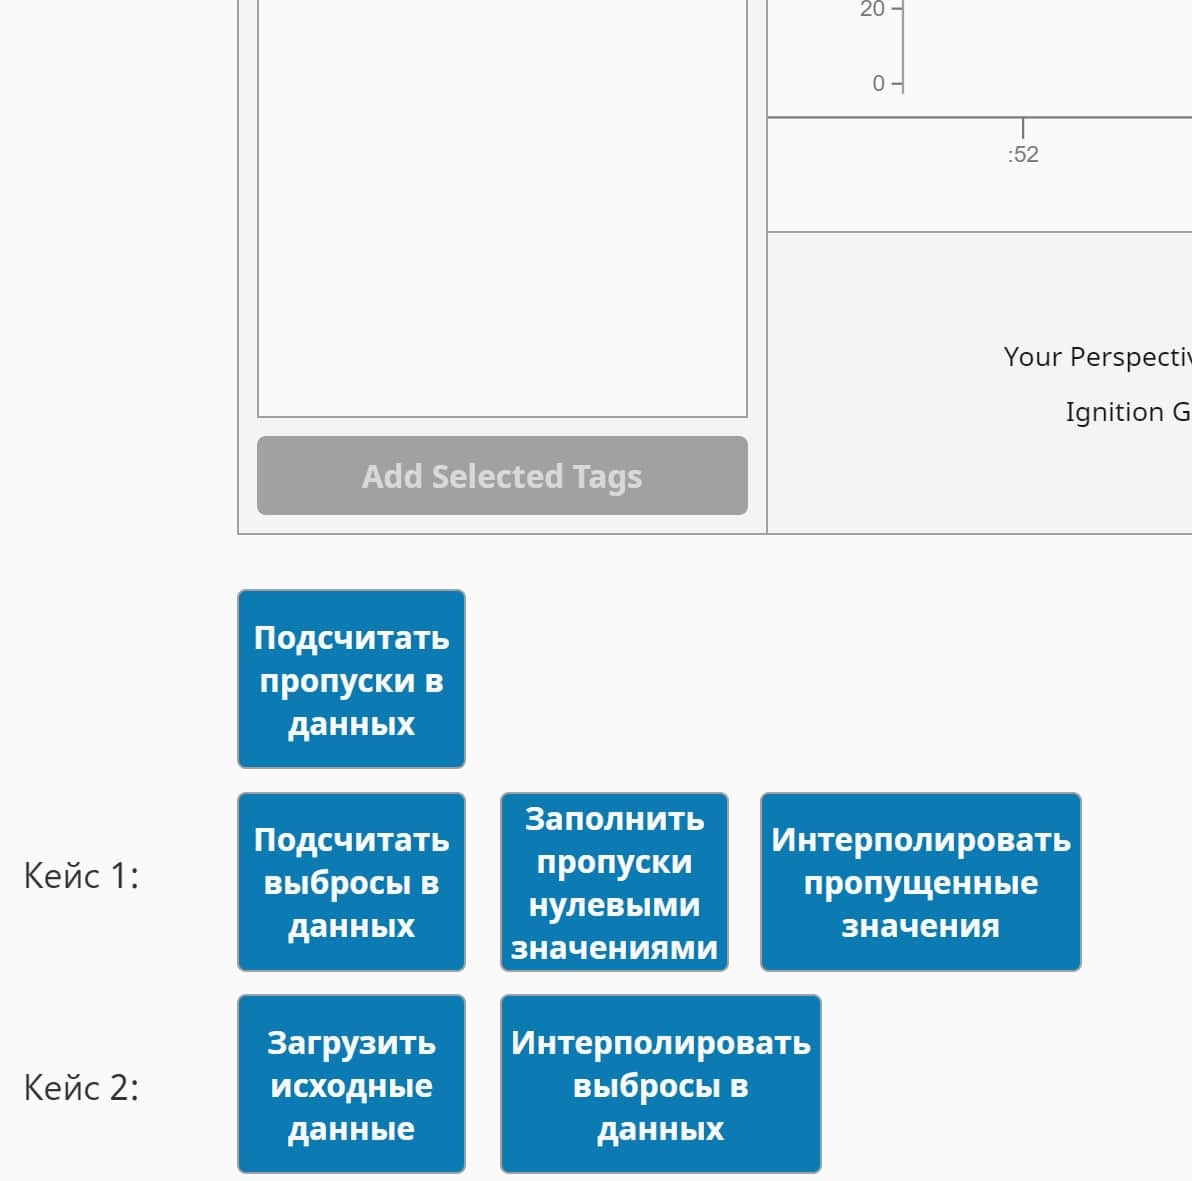 20
0
:52
Your Perspectiv
Ignition G
Add Selected Tags
Подсчитать
пропуски в
данных
Кейс 1:
Подсчитать
выбросы в
данных
Заполнить
пропуски
нулевыми
значениями
Интерполировать
пропущенные
значения
Кейс 2:
Загрузить
исходные
данные
Интерполировать
выбросы в
данных